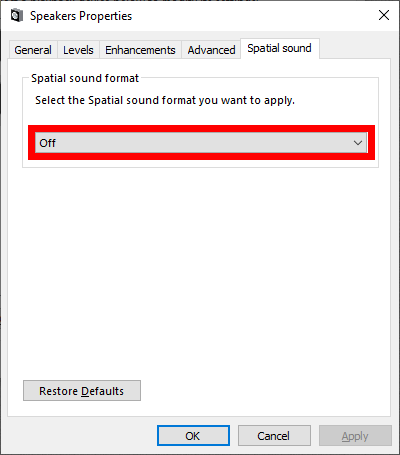 Speakers Properties
General Levels Enhancements Advanced Spatial sound
Spatial sound format
Select the Spatial sound format you want to apply.
Off
Restore Defaults
OK Cancel Apply